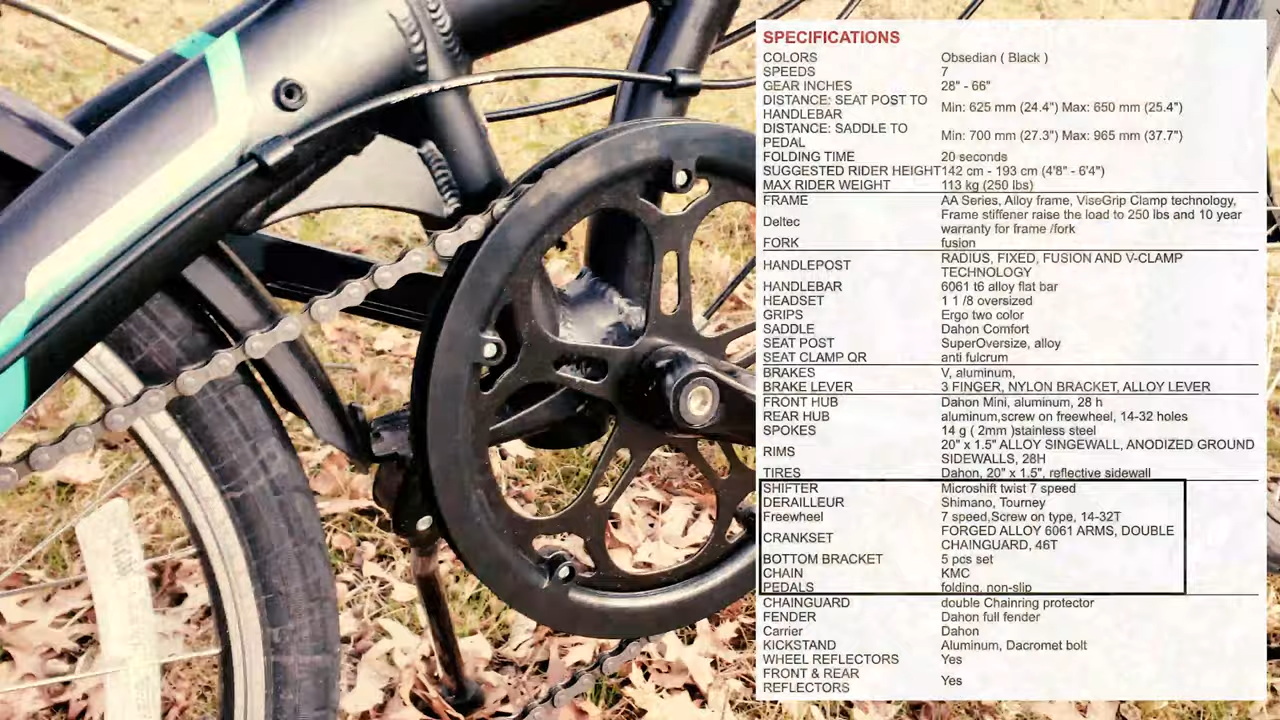 SPECIFICATIONS
COLORS Obsedian ( Black )
SPEEDS 7
GEAR INCHES 28" - 66"
DISTANCE: SEAT POST TO HANDLEBAR Min: 625 mm (24.4") Max: 650 mm (25.4")
DISTANCE: SADDLE TO PEDAL Min: 700 mm (27.3") Max: 965 mm (37.7")
FOLDING TIME 20 seconds
SUGGESTED RIDER HEIGHT 142 cm - 193 cm (4'8" - 6'4")
MAX RIDER WEIGHT 113 kg (250 lbs)
FRAME AA Series, Alloy frame, ViseGrip Clamp technology,
Deltec Frame stiffener raise the load to 250 lbs and 10 year
warranty for frame /fork
FORK fusion
HANDLEPOST RADIUS, FIXED, FUSION AND V-CLAMP
TECHNOLOGY
HANDLEBAR 6061 t6 alloy flat bar
HEADSET 1 1 /8 oversized
GRIPS Ergo two color
SADDLE Dahon Comfort
SEAT POST SuperOversize, alloy
SEAT CLAMP QR anti fulcrum
BRAKES V, aluminum,
BRAKE LEVER 3 FINGER, NYLON BRACKET, ALLOY LEVER
FRONT HUB Dahon Mini, aluminum, 28 h
REAR HUB aluminum,screw on freewheel, 14-32 holes
SPOKES 14 g ( 2mm )stainless steel
RIMS 20" x 1.5" ALLOY SINGEWALL, ANODIZED GROUND
SIDEWALLS, 28H
TIRES Dahon, 20" x 1.5", reflective sidewall
SHIFTER Microshift twist 7 speed
DERAILLEUR Shimano, Tourney
Freewheel 7 speed,Screw on type, 14-32T
CRANKSET FORGED ALLOY 6061 ARMS, DOUBLE
CHAINGUARD, 46T
BOTTOM BRACKET 5 pcs set
CHAIN KMC
PEDALS folding, non-slip
CHAINGUARD double Chainring protector
FENDER Dahon full fender
Carrier Dahon
KICKSTAND Aluminum, Dacromet bolt
WHEEL REFLECTORS Yes
FRONT & REAR REFLECTORS Yes